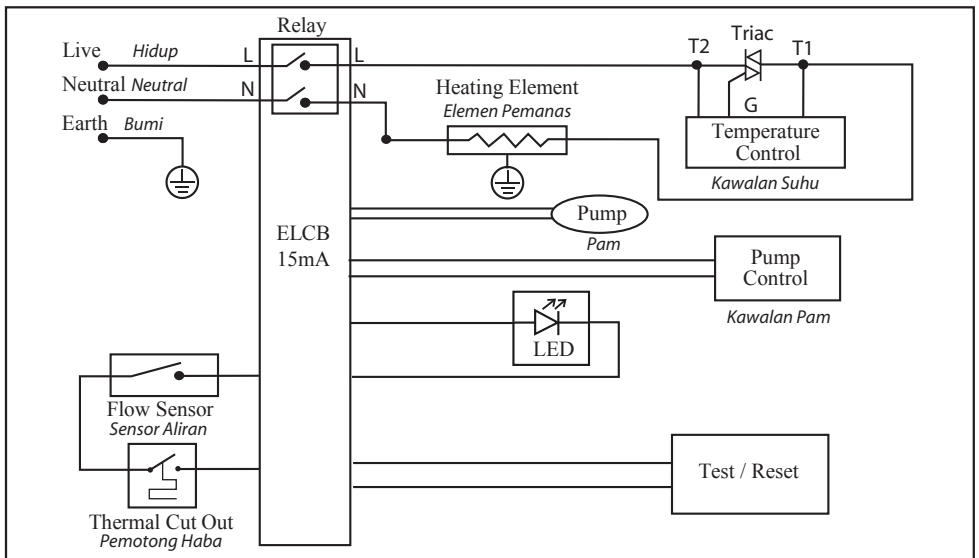 Relay
Live Hidup L L
Neutral Neutral N N
Earth Bumi
Heating Element
Elemen Pemanas
Triac
T2 T1
G
Temperature
Control
Kawalan Suhu
ELCB
15mA
Pump
Pam
Pump
Control
Kawalan Pam
LED
Flow Sensor
Sensor Aliran
Thermal Cut Out
Pemotong Haba
Test / Reset